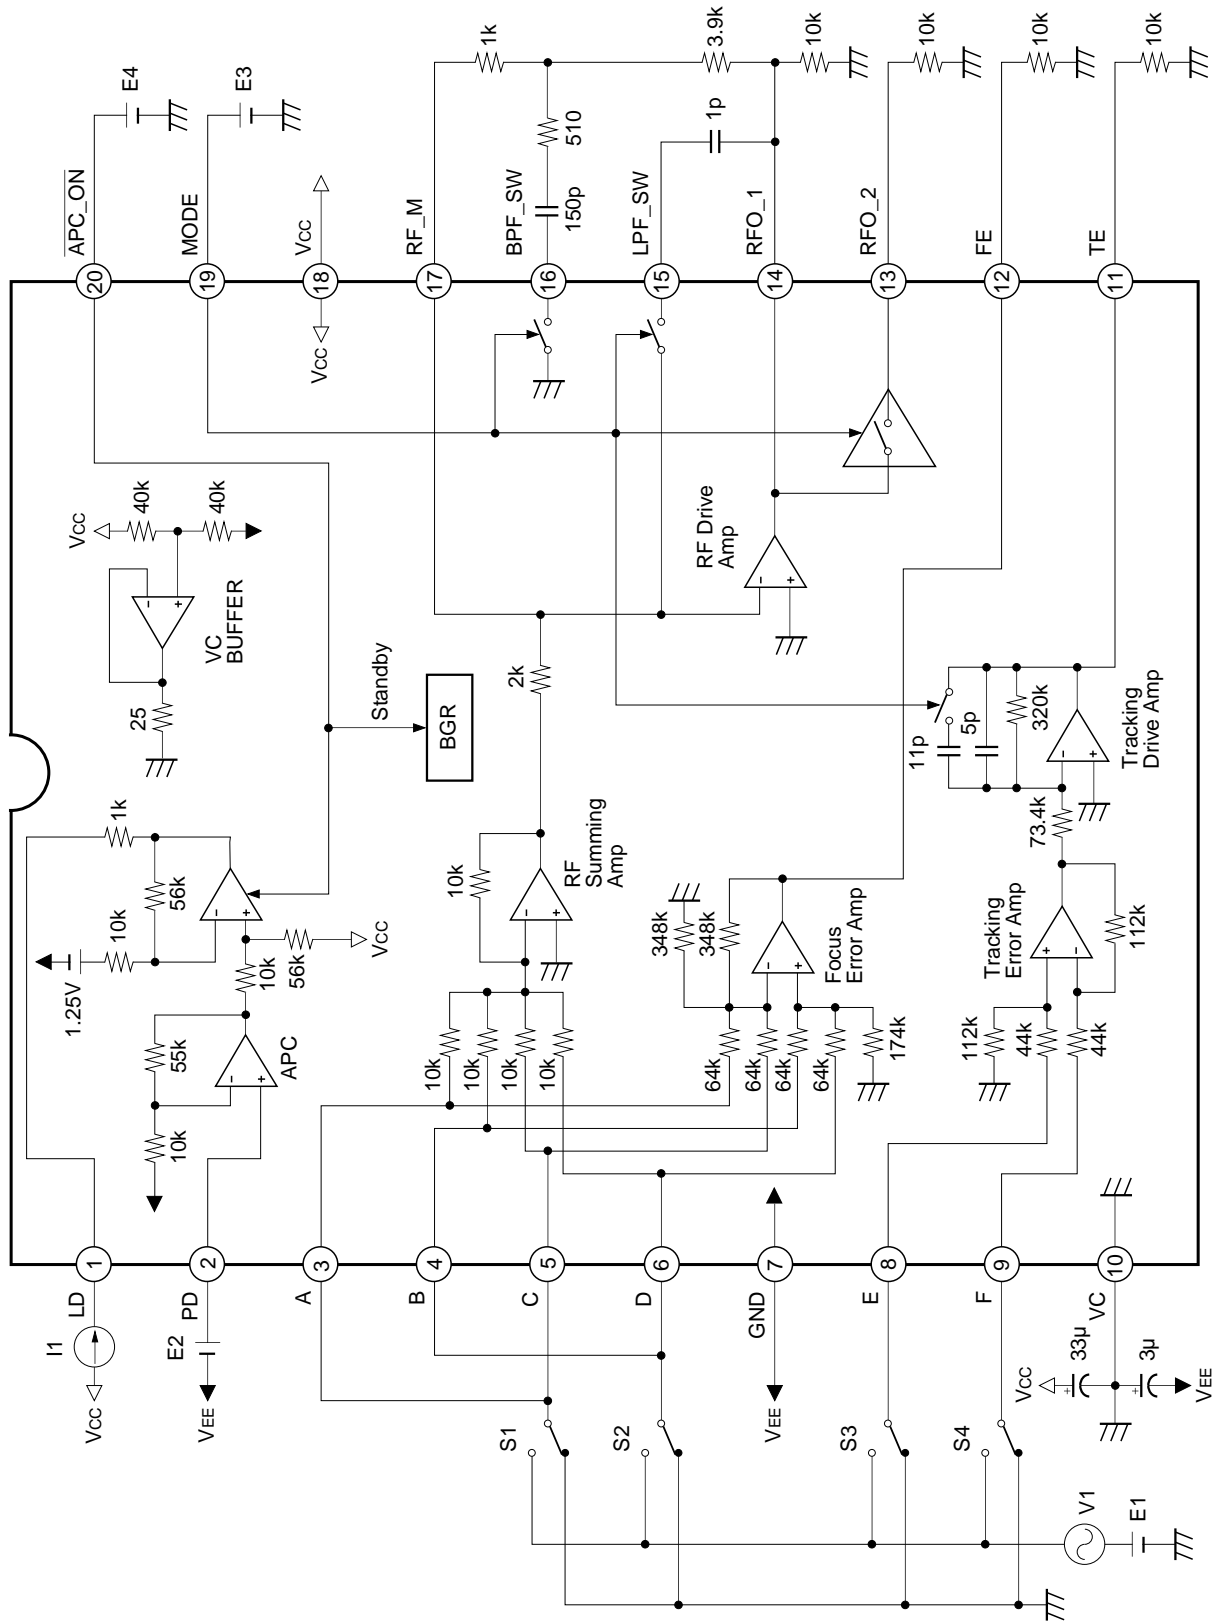 20
APC_ON
E4
19
MODE
E3
VCC
18
VCC
17
RF_M
1k
16
BPF_SW
150p
510
15
LPF_SW
1p
3.9k
14
RFO_1
10k
13
RFO_2
10k
12
FE
10k
11
TE
10k
VCC
40k
40k
-
+
VC
BUFFER
25
Standby
BGR
1k
56k
10k
1.25V
-
+
10k
56k
VCC
55k
-
+
APC
10k
10k
-
+
RF
Summing
Amp
2k
10k
10k
10k
10k
-
+
RF Drive
Amp
348k
348k
-
+
Focus
Error Amp
64k
64k
64k
64k
174k
11p
5p
320k
-
+
Tracking
Drive Amp
73.4k
Tracking
Error Amp
+
-
112k
112k
44k
44k
VCC
I1
LD
1
VEE
E2
PD
2
A
3
B
4
C
5
D
6
VEE
GND
7
E
8
F
9
VC
10
VCC
33µ
+
3µ
+
VEE
S1
S2
S3
S4
V1
E1